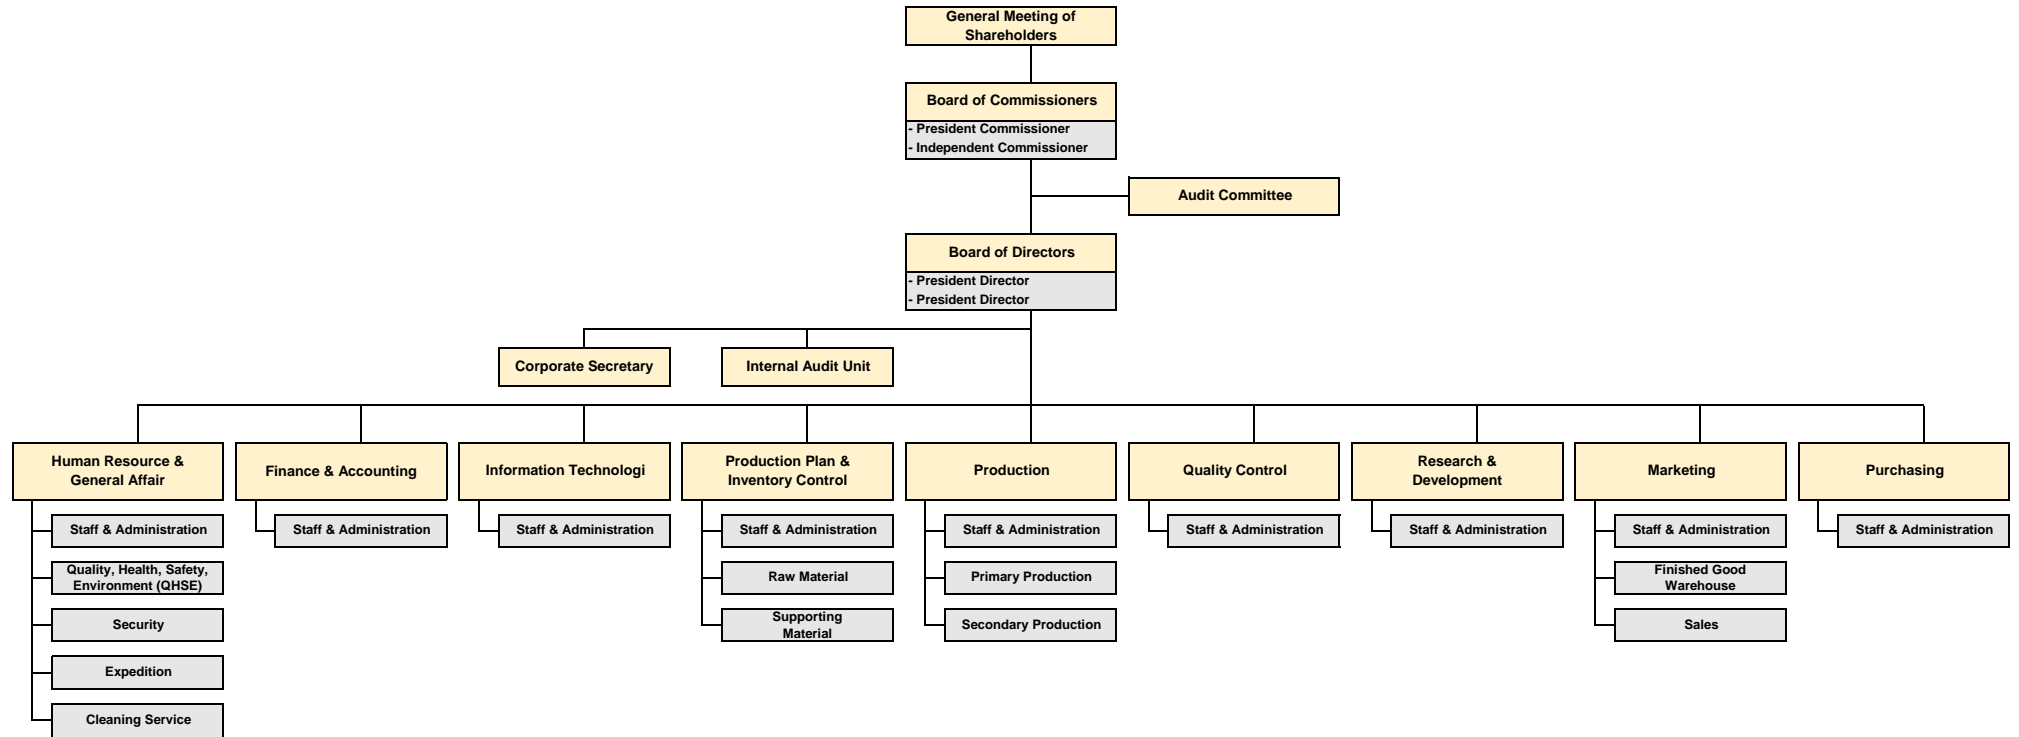 General Meeting of
Shareholders
Board of Commissioners
- President Commissioner
- Independent Commissioner
Audit Committee
Board of Directors
- President Director
- President Director
Corporate Secretary
Internal Audit Unit
Human Resource &
General Affair
Finance & Accounting
Information Technologi
Production Plan &
Inventory Control
Production
Quality Control
Research &
Development
Marketing
Purchasing
Staff & Administration
Quality, Health, Safety,
Environment (QHSE)
Security
Expedition
Cleaning Service
Staff & Administration
Staff & Administration
Staff & Administration
Raw Material
Supporting
Material
Staff & Administration
Primary Production
Secondary Production
Staff & Administration
Staff & Administration
Staff & Administration
Finished Good
Warehouse
Sales
Staff & Administration